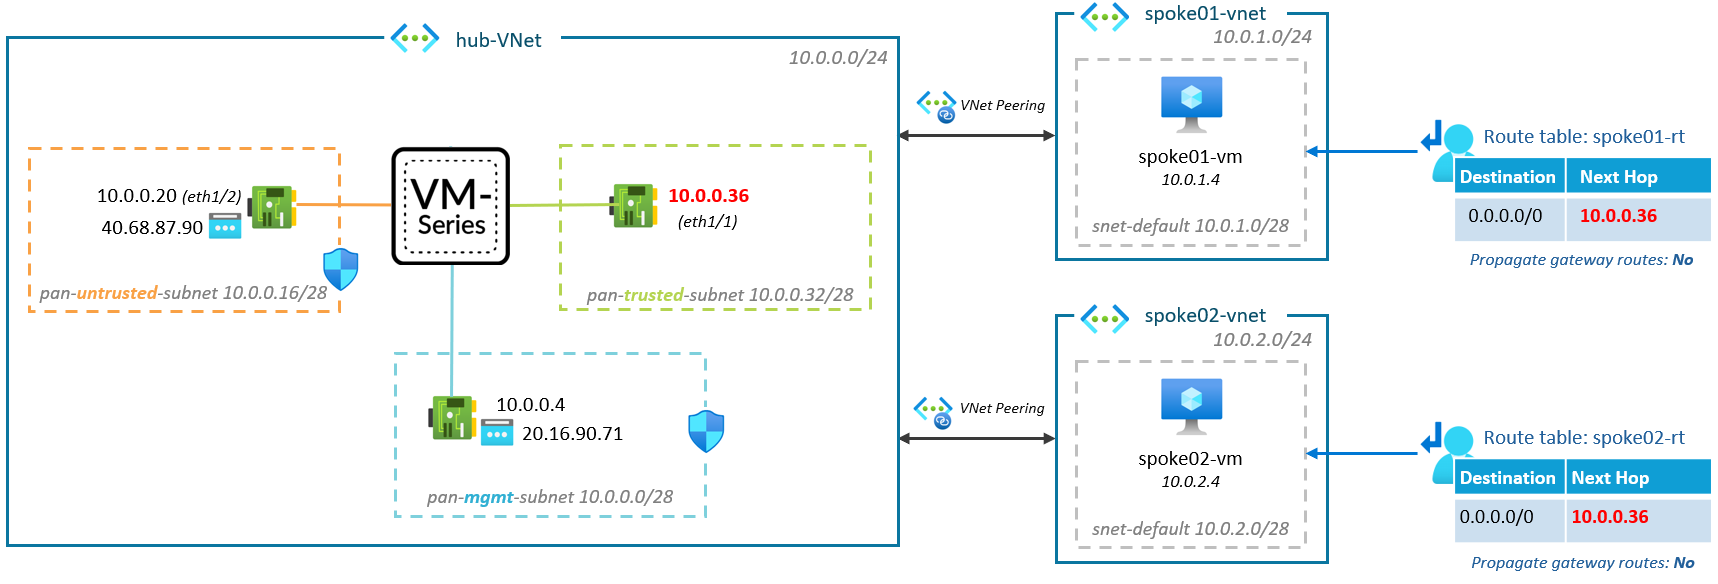 hub-VNet
10.0.0.0/24
10.0.0.20 (eth1/2)
40.68.87.90
pan-untrusted-subnet 10.0.0.16/28
VM-
Series
10.0.0.36
(eth1/1)
pan-trusted-subnet 10.0.0.32/28
10.0.0.4
20.16.90.71
pan-mgmt-subnet 10.0.0.0/28
VNet Peering
VNet Peering
spoke01-vnet
10.0.1.0/24
spoke01-vm
10.0.1.4
snet-default 10.0.1.0/28
Route table: spoke01-rt
Destination Next Hop
0.0.0.0/0 10.0.0.36
Propagate gateway routes: No
spoke02-vnet
10.0.2.0/24
spoke02-vm
10.0.2.4
snet-default 10.0.2.0/28
Route table: spoke02-rt
Destination Next Hop
0.0.0.0/0 10.0.0.36
Propagate gateway routes: No